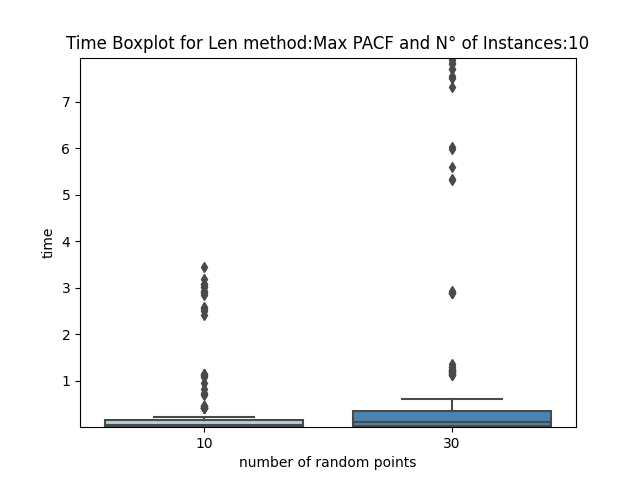 Time Boxplot for Len method:Max PACF and N° of Instances:10
7
6
5
4
3
2
1
time
10 30
number of random points